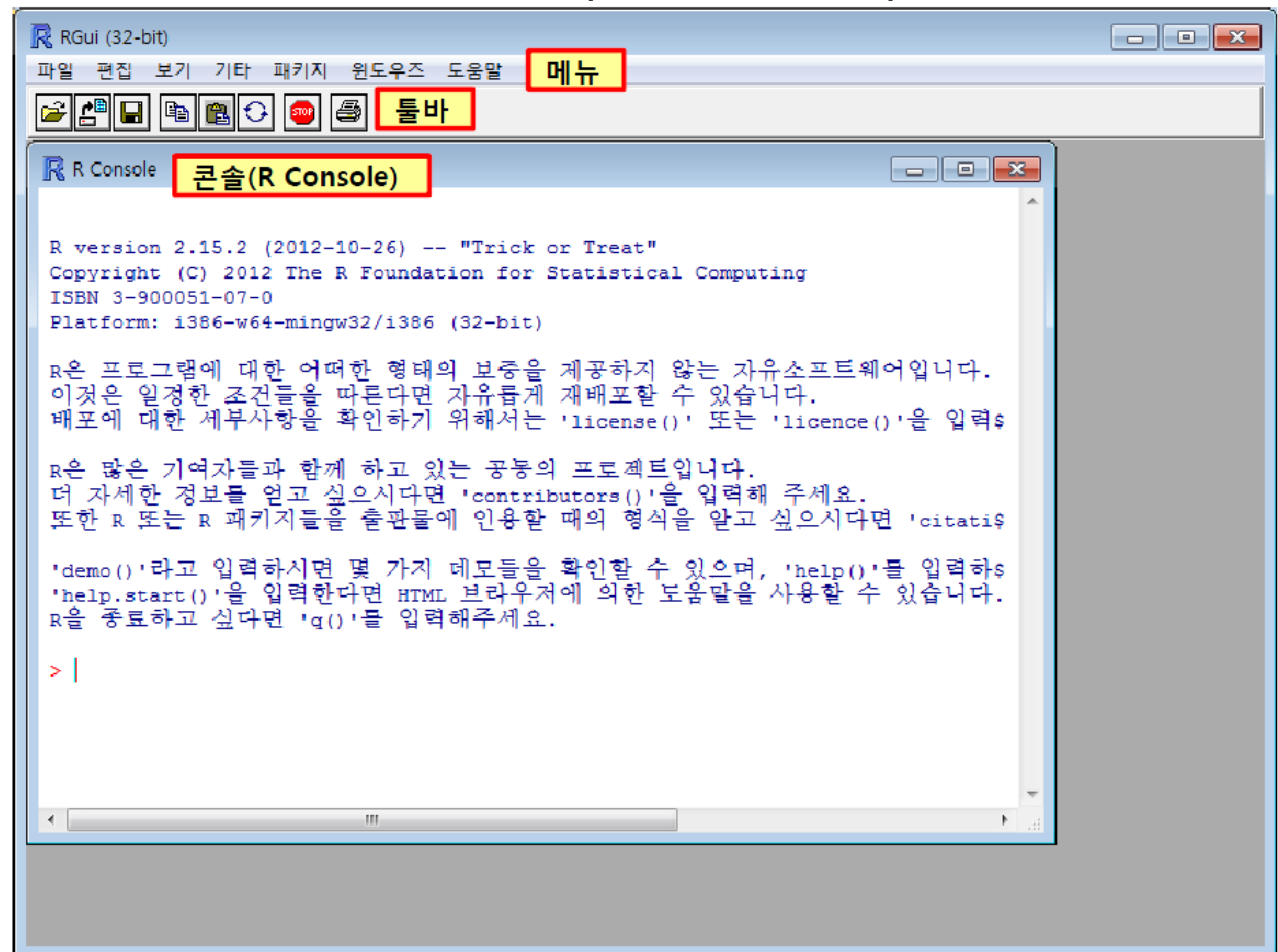 RGui (32-bit)
파일 편집 보기 기타 패키지 윈도우즈 도움말 메뉴
STOP 툴바
R Console 콘솔(R Console)
R version 2.15.2 (2012-10-26) -- "Trick or Treat"
Copyright (C) 2012 The R Foundation for Statistical Computing
ISBN 3-900051-07-0
Platform: i386-w64-mingw32/i386 (32-bit)
R은 프로그램에 대한 어떠한 형태의 보증을 제공하지 않는 자유소프트웨어입니다.
이것은 일정한 조건들을 따른다면 자유롭게 재배포할 수 있습니다.
배포에 대한 세부사항을 확인하기 위해서는 'license()' 또는 'licence()'을 입력$
R은 많은 기여자들과 함께 하고 있는 공동의 프로젝트입니다.
더 자세한 정보를 얻고 싶으시다면 'contributors()'을 입력해 주세요.
또한 R 또는 R 패키지들을 출판물에 인용할 때의 형식을 알고 싶으시다면 'citati$
'demo()'라고 입력하시면 몇 가지 데모들을 확인할 수 있으며, 'help()'를 입력하$
'help.start()'을 입력한다면 HTML 브라우저에 의한 도움말을 사용할 수 있습니다.
R을 종료하고 싶다면 'q()'를 입력해주세요.
>